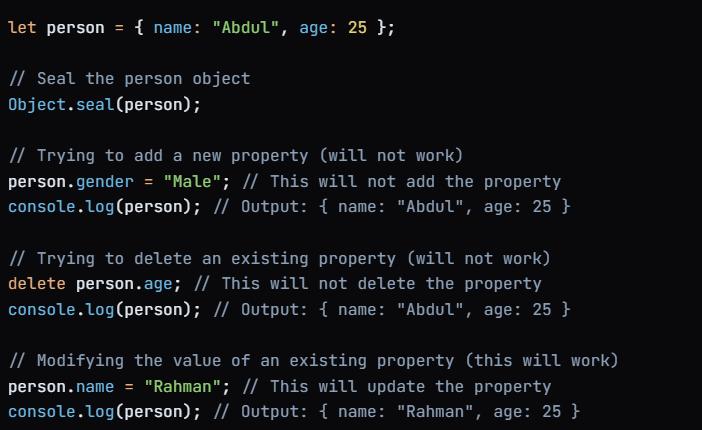 let person = { name: "Abdul", age: 25 };
// Seal the person object
Object.seal(person);
// Trying to add a new property (will not work)
person.gender = "Male"; // This will not add the property
console.log(person); // Output: { name: "Abdul", age: 25 }
// Trying to delete an existing property (will not work)
delete person.age; // This will not delete the property
console.log(person); // Output: { name: "Abdul", age: 25 }
// Modifying the value of an existing property (this will work)
person.name = "Rahman"; // This will update the property
console.log(person); // Output: { name: "Rahman", age: 25 }